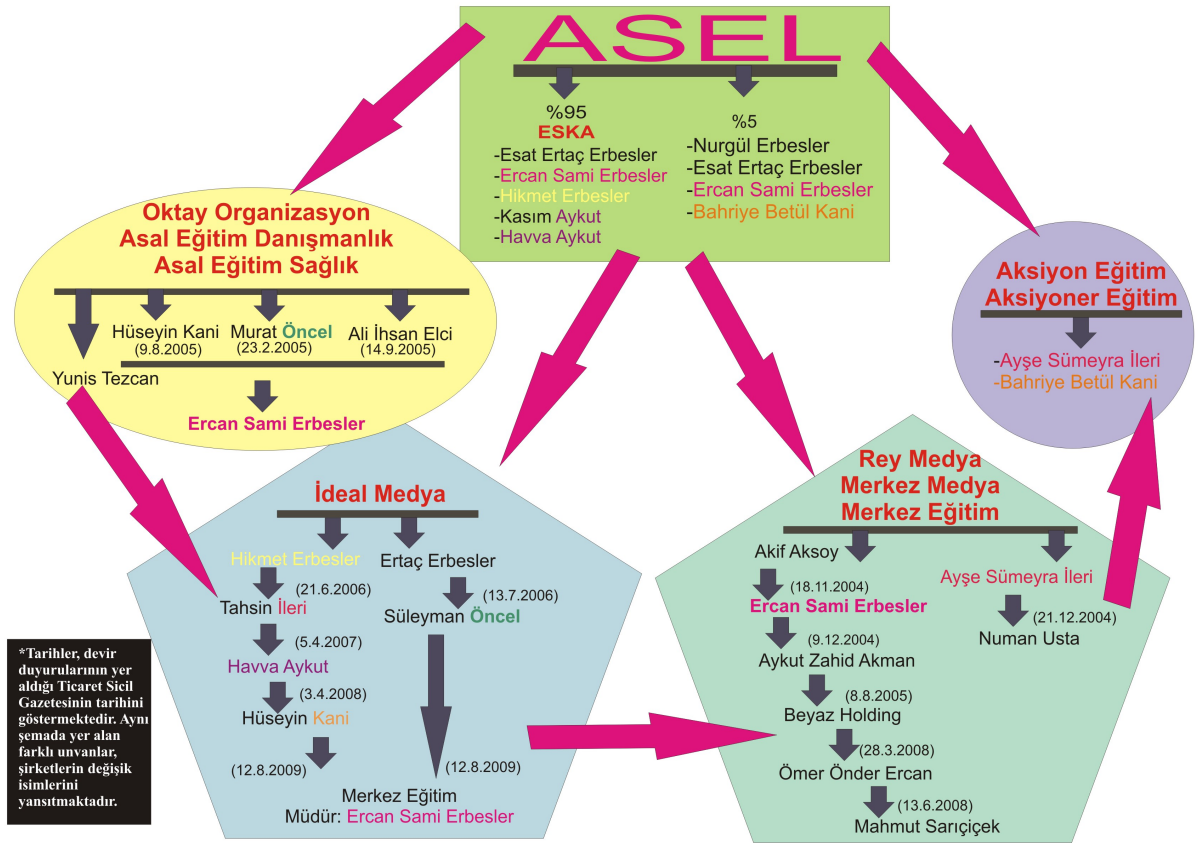 ASEL
%95
ESKA
-Esat Ertaç Erbesler
-Ercan Sami Erbesler
-Hikmet Erbesler
-Kasım Aykut
-Havva Aykut
%5
-Nurgül Erbesler
-Esat Ertaç Erbesler
-Ercan Sami Erbesler
-Bahriye Betül Kani
Oktay Organizasyon
Asal Eğitim Danışmanlık
Asal Eğitim Sağlık
Hüseyin Kani
(9.8.2005)
Murat Öncel
(23.2.2005)
Ali İhsan Elci
(14.9.2005)
Yunis Tezcan
Ercan Sami Erbesler
Aksiyon Eğitim
Aksiyoner Eğitim
-Ayşe Sümeyra İleri
-Bahriye Betül Kani
İdeal Medya
Hikmet Erbesler
(21.6.2006)
Tahsin İleri
(5.4.2007)
Havva Aykut
(3.4.2008)
Hüseyin Kani
(12.8.2009)
Ertaç Erbesler
(13.7.2006)
Süleyman Öncel
(12.8.2009)
Merkez Eğitim
Müdür: Ercan Sami Erbesler
Rey Medya
Merkez Medya
Merkez Eğitim
Akif Aksoy
(18.11.2004)
Ercan Sami Erbesler
(9.12.2004)
Aykut Zahid Akman
(8.8.2005)
Beyaz Holding
(28.3.2008)
Ömer Önder Ercan
(13.6.2008)
Mahmut Sarıçiçek
Ayşe Sümeyra İleri
(21.12.2004)
Numan Usta
*Tarihler, devir
duyurularının yer
aldığı Ticaret Sicil
Gazetesinin tarihini
göstermektedir. Aynı
şemada yer alan
farklı unvanlar,
şirketlerin değişik
isimlerini
yansıtmaktadır.